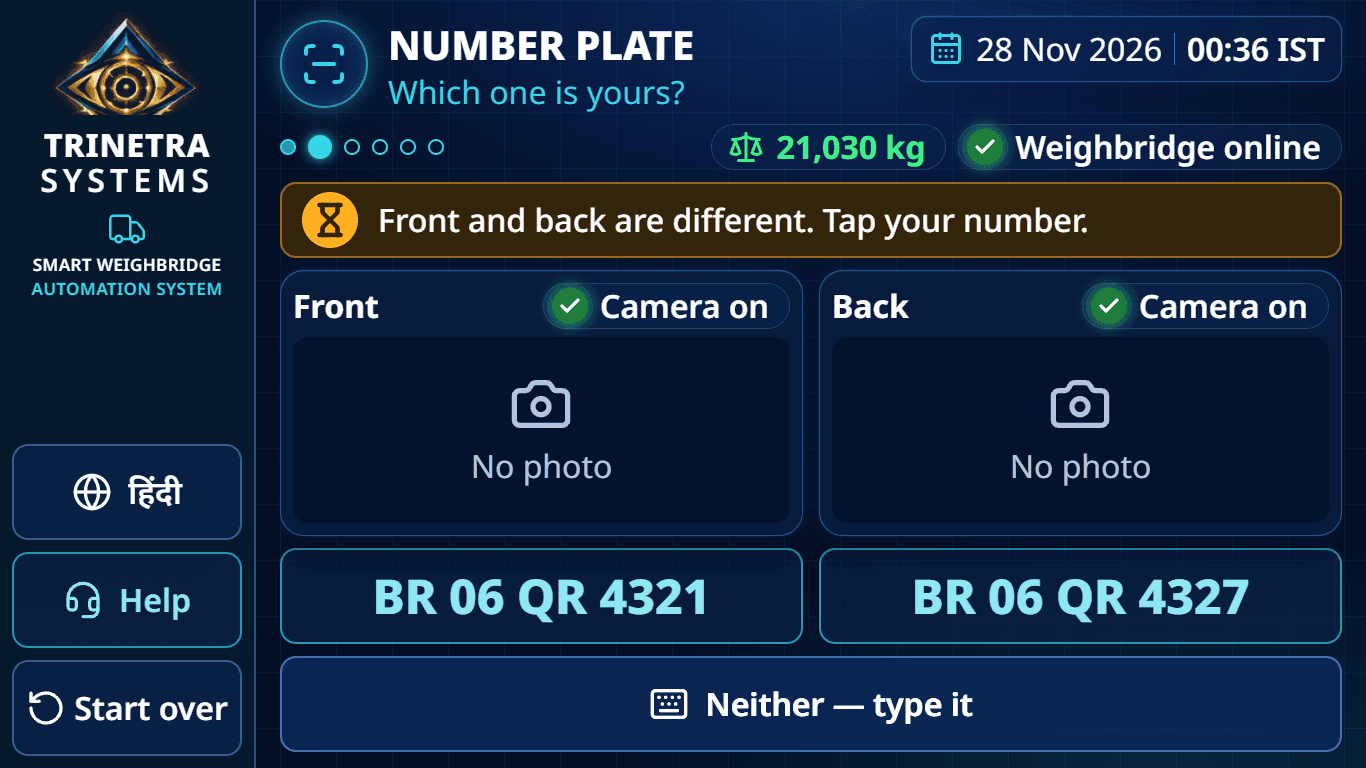 TRINETRA
SYSTEMS
SMART WEIGHBRIDGE
AUTOMATION SYSTEM
हिंदी
Help
Start over
NUMBER PLATE
Which one is yours?
28 Nov 2026 00:36 IST
21,030 kg
Weighbridge online
Front and back are different. Tap your number.
Front
Camera on
No photo
Back
Camera on
No photo
BR 06 QR 4321
BR 06 QR 4327
Neither — type it